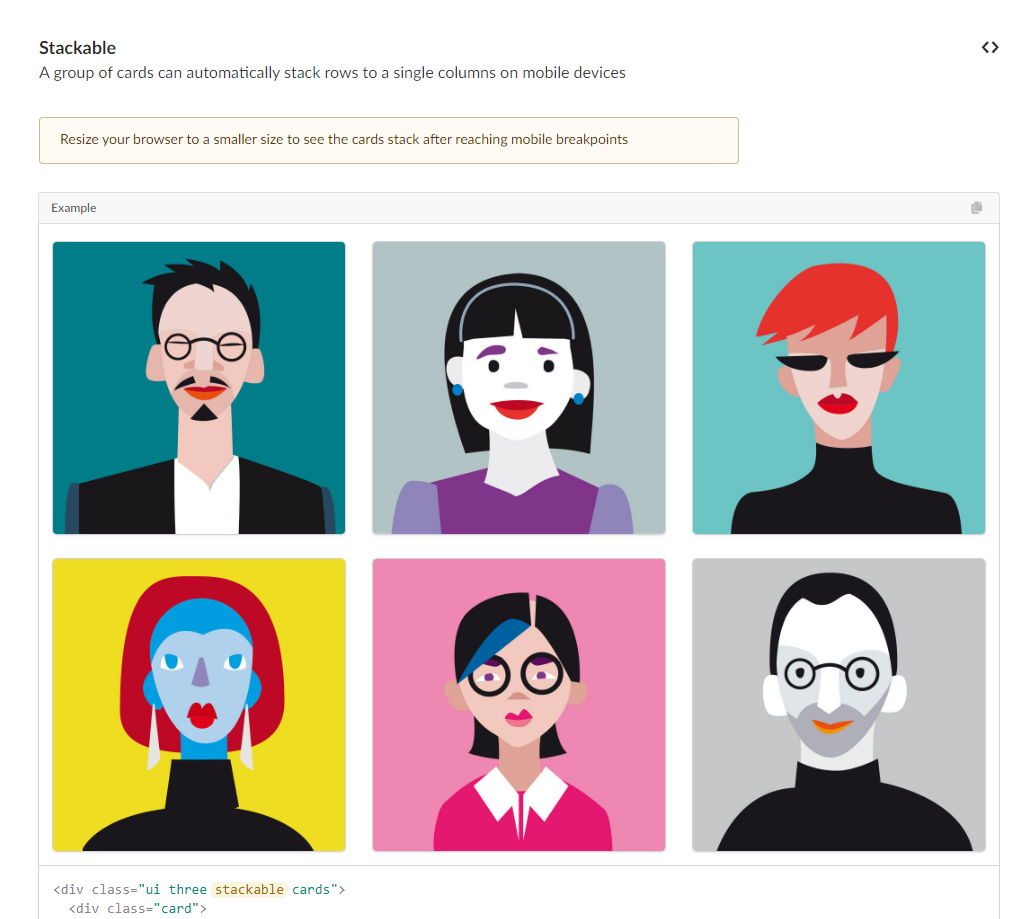 Stackable
A group of cards can automatically stack rows to a single columns on mobile devices
Resize your browser to a smaller size to see the cards stack after reaching mobile breakpoints
Example
<div class="ui three stackable cards">
<div class="card">